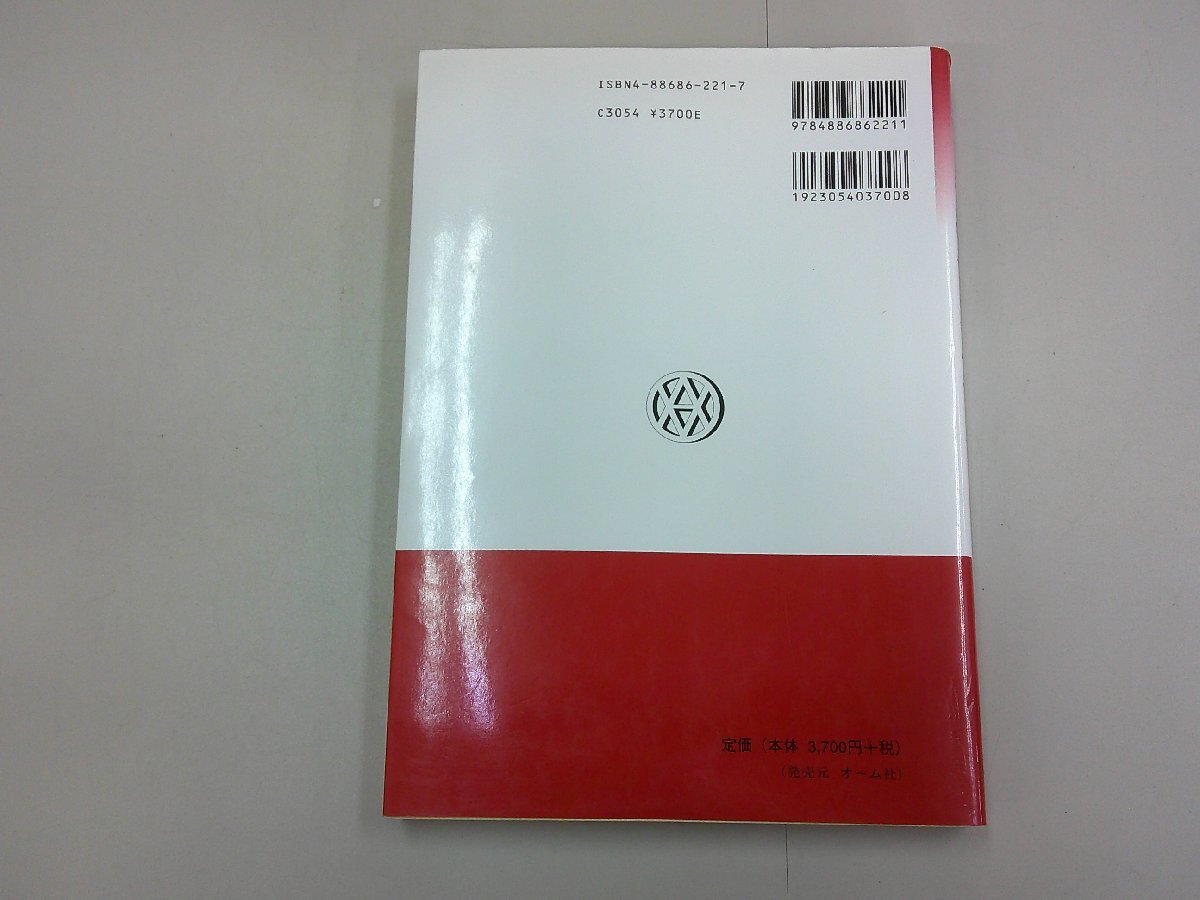 ISBN4-88686-221-7
C3054 ¥3700E
9784886862211
1923054037008
定価（本体 3,700円+税）
（発売元 オーム社）